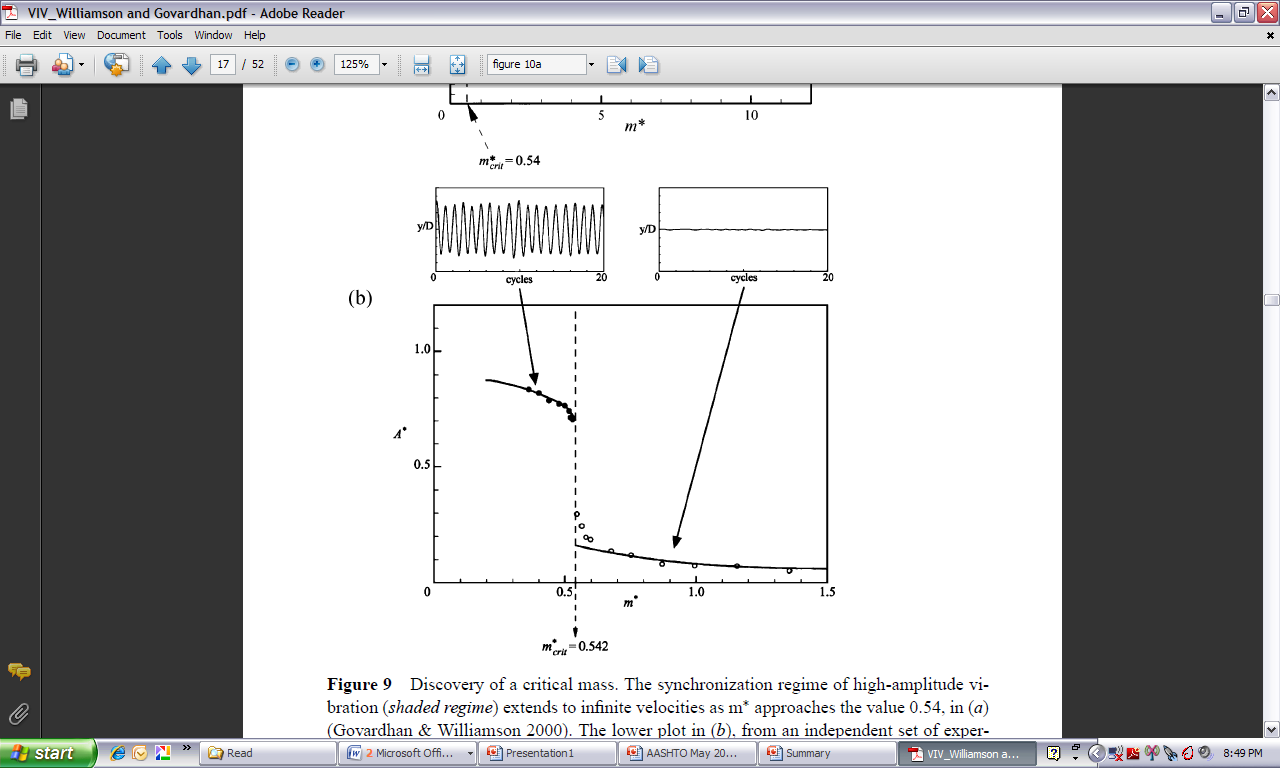 VIV_Williamson and Govardhan.pdf - Adobe Reader
File Edit View Document Tools Window Help
17 / 52 125% figure 10a
0 5 10
m*
m*crit = 0.54
y/D
0 cycles 20
y/D
0 cycles 20
(b)
1.0
A*
0.5
0 0.5 1.0 1.5
m*
m*crit = 0.542
Figure 9 Discovery of a critical mass. The synchronization regime of high-amplitude vi-
bration (shaded regime) extends to infinite velocities as m* approaches the value 0.54, in (a)
(Govardhan & Williamson 2000). The lower plot in (b), from an independent set of exper-
start Read 2 Microsoft Offi... Presentation1 AASHTO May 20... Summary VIV_Williamson a... 8:49 PM